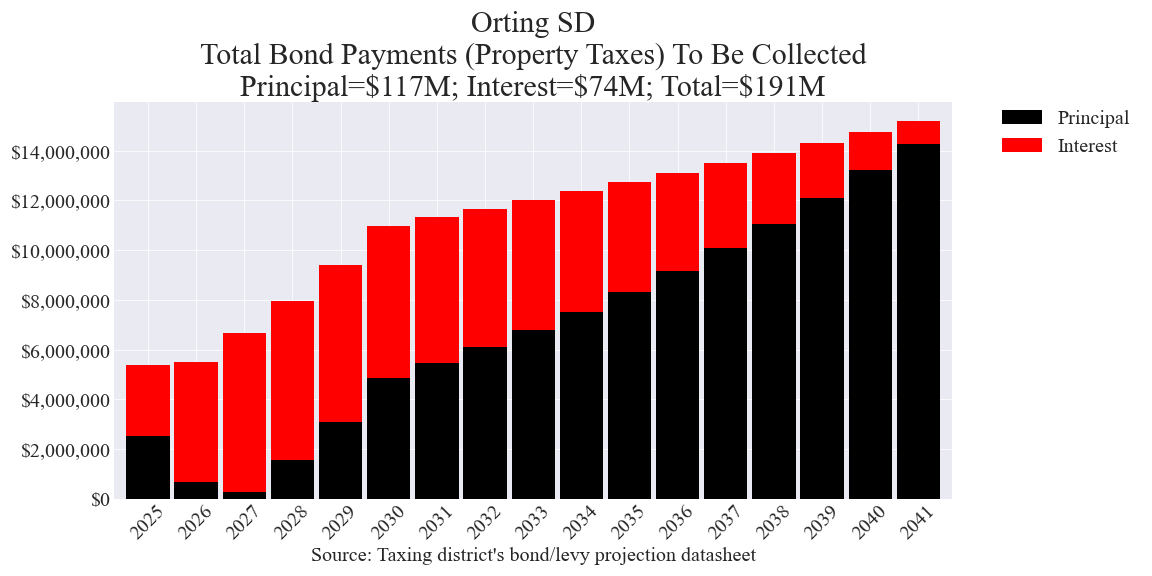 Orting SD
Total Bond Payments (Property Taxes) To Be Collected
Principal=$117M; Interest=$74M; Total=$191M
Principal
Interest
$14,000,000
$12,000,000
$10,000,000
$8,000,000
$6,000,000
$4,000,000
$2,000,000
$0
2025 2026 2027 2028 2029 2030 2031 2032 2033 2034 2035 2036 2037 2038 2039 2040 2041
Source: Taxing district's bond/levy projection datasheet